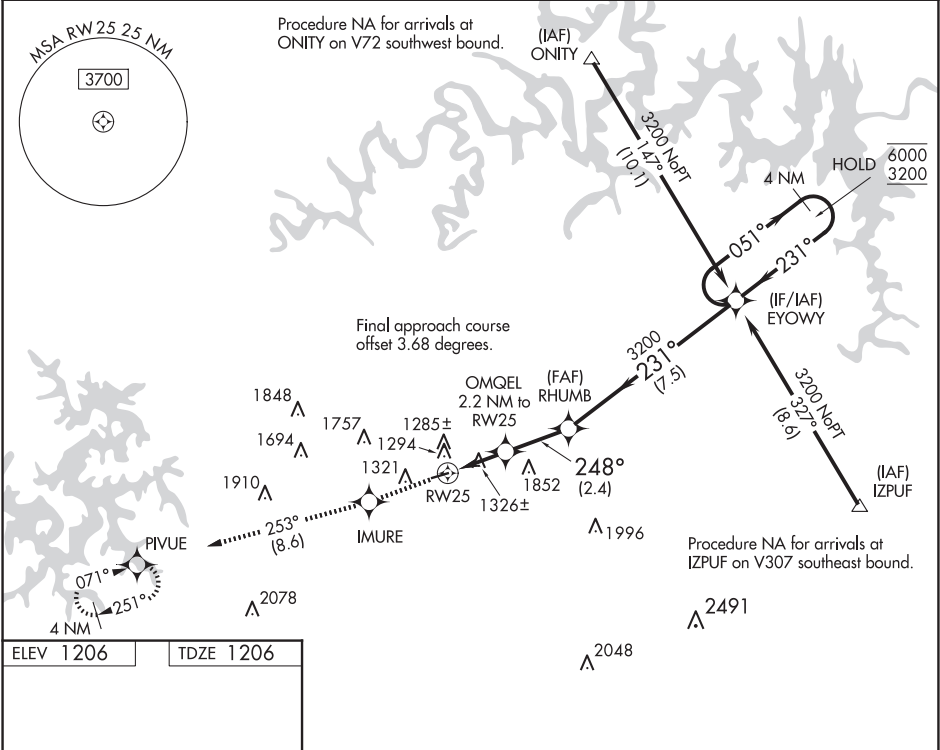 MSA RW25 25 NM
3700
Procedure NA for arrivals at
ONITY on V72 southwest bound.
(IAF)
ONITY
3200 NoPT
147°
(10.1)
4 NM
HOLD
6000
3200
051°
231°
(IF/IAF)
EYOWY
Final approach course
offset 3.68 degrees.
3200
231°
(7.5)
OMQEL
2.2 NM to
RW25
(FAF)
RHUMB
3200 NoPT
327°
(8.6)
1848
1694
1757
1285±
1294
1321
1910
RW25
1326±
1852
248°
(2.4)
(IAF)
IZPUF
253°
(8.6)
IMURE
1996
PIVUE
Procedure NA for arrivals at
IZPUF on V307 southeast bound.
071°
251°
4 NM
2078
2491
2048
ELEV 1206
TDZE 1206